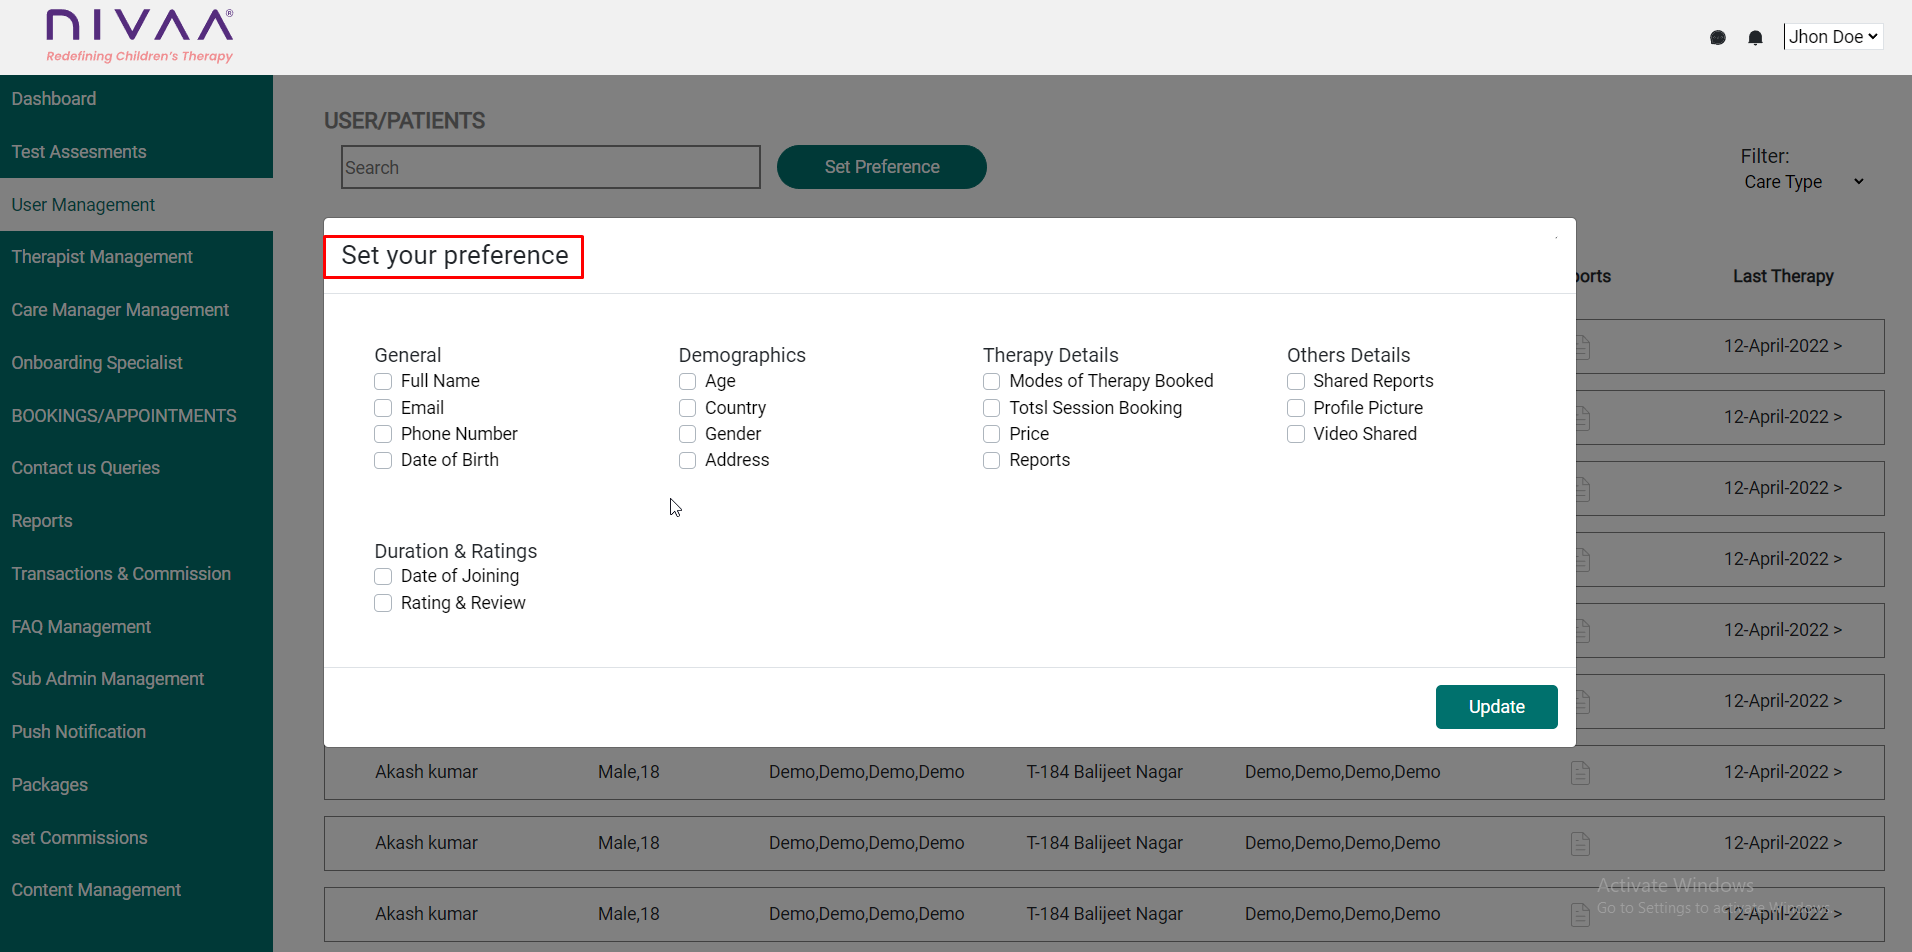 NIVAA®
Redefining Children's Therapy
Jhon Doe
Dashboard
Test Assesments
User Management
Therapist Management
Care Manager Management
Onboarding Specialist
BOOKINGS/APPOINTMENTS
Contact us Queries
Reports
Transactions & Commission
FAQ Management
Sub Admin Management
Push Notification
Packages
set Commissions
Content Management
USER/PATIENTS
Search
Set Preference
Filter:
Care Type
Set your preference
General
Full Name
Email
Phone Number
Date of Birth
Demographics
Age
Country
Gender
Address
Therapy Details
Modes of Therapy Booked
Totsl Session Booking
Price
Reports
Others Details
Shared Reports
Profile Picture
Video Shared
Duration & Ratings
Date of Joining
Rating & Review
Update
ports Last Therapy
12-April-2022 >
12-April-2022 >
12-April-2022 >
12-April-2022 >
12-April-2022 >
12-April-2022 >
Akash kumar Male,18 Demo,Demo,Demo,Demo T-184 Balijeet Nagar Demo,Demo,Demo,Demo 12-April-2022 >
Akash kumar Male,18 Demo,Demo,Demo,Demo T-184 Balijeet Nagar Demo,Demo,Demo,Demo 12-April-2022 >
Akash kumar Male,18 Demo,Demo,Demo,Demo T-184 Balijeet Nagar Demo,Demo,Demo,Demo 12-April-2022 >
Activate Windows
Go to Settings to activate Windows.